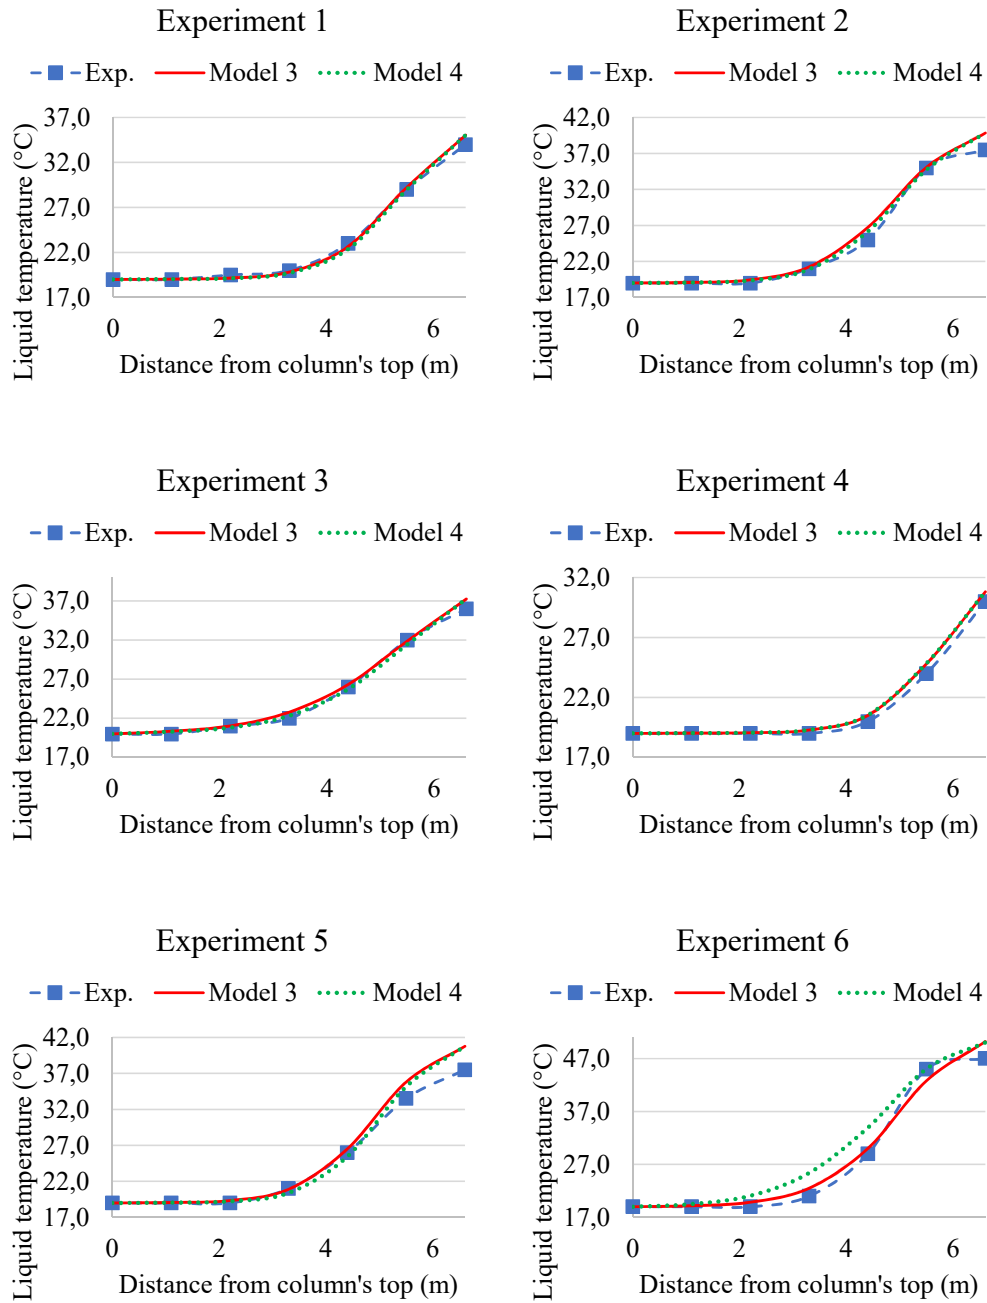 Experiment 1
Exp. Model 3 Model 4
Liquid temperature (°C)
37,0
32,0
27,0
22,0
17,0
0 2 4 6
Distance from column's top (m)
Experiment 2
Exp. Model 3 Model 4
Liquid temperature (°C)
42,0
37,0
32,0
27,0
22,0
17,0
0 2 4 6
Distance from column's top (m)
Experiment 3
Exp. Model 3 Model 4
Liquid temperature (°C)
37,0
32,0
27,0
22,0
17,0
0 2 4 6
Distance from column's top (m)
Experiment 4
Exp. Model 3 Model 4
Liquid temperature (°C)
32,0
27,0
22,0
17,0
0 2 4 6
Distance from column's top (m)
Experiment 5
Exp. Model 3 Model 4
Liquid temperature (°C)
42,0
37,0
32,0
27,0
22,0
17,0
0 2 4 6
Distance from column's top (m)
Experiment 6
Exp. Model 3 Model 4
Liquid temperature (°C)
47,0
37,0
27,0
17,0
0 2 4 6
Distance from column's top (m)